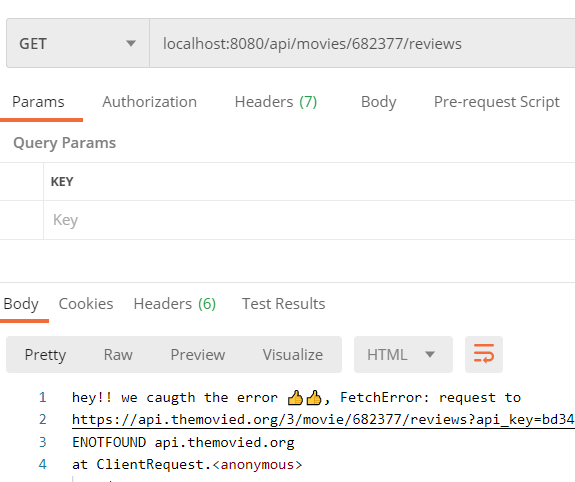 GET localhost:8080/api/movies/682377/reviews
Params Authorization Headers (7) Body Pre-request Script
Query Params
KEY
Key
Body Cookies Headers (6) Test Results
Pretty Raw Preview Visualize HTML
1 hey!! we caugth the error 👍👍, FetchError: request to
2 https://api.themovied.org/3/movie/682377/reviews?api_key=bd34
3 ENOTFOUND api.themovied.org
4 at ClientRequest.<anonymous>